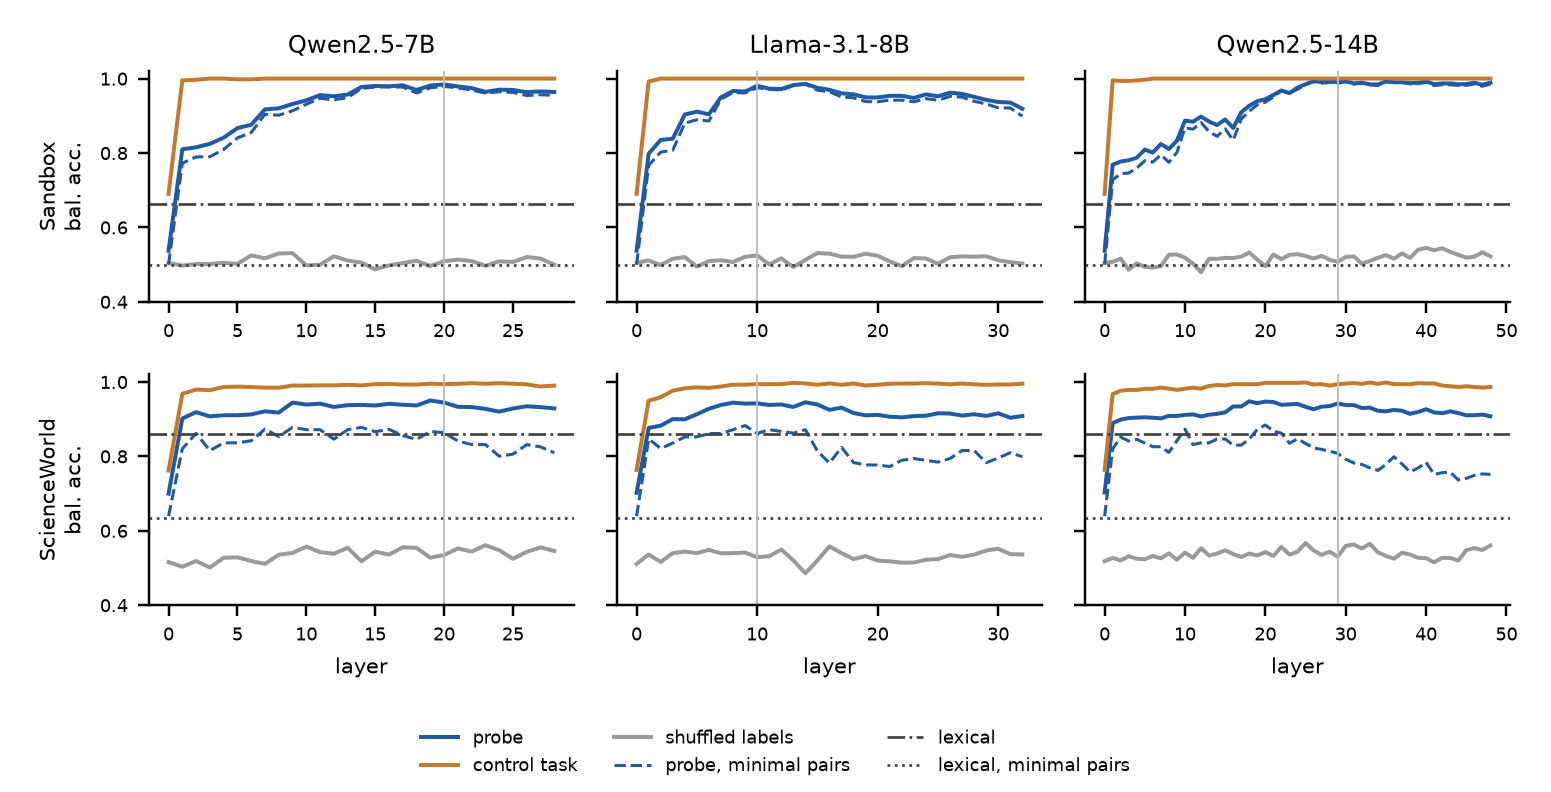 Qwen2.5-7B Llama-3.1-8B Qwen2.5-14B
Sandbox
bal. acc.
1.0
0.8
0.6
0.4
0 5 10 15 20 25 0 10 20 30 0 10 20 30 40 50
ScienceWorld
bal. acc.
1.0
0.8
0.6
0.4
0 5 10 15 20 25 0 10 20 30 0 10 20 30 40 50
layer layer layer
probe shuffled labels lexical
control task probe, minimal pairs lexical, minimal pairs